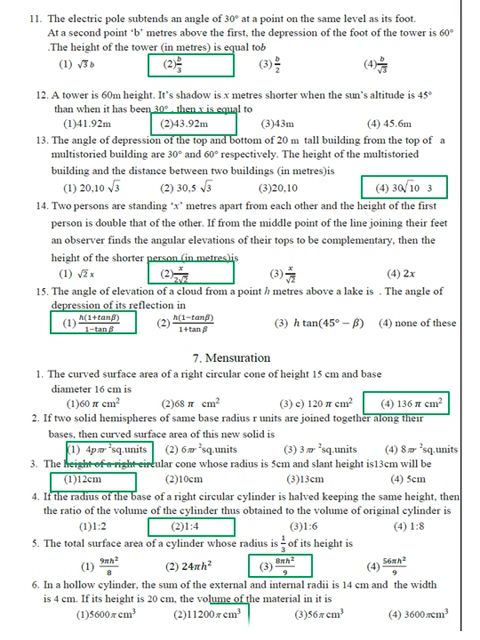 11. The electric pole subtends an angle of 30° at a point on the same level as its foot.
At a second point 'b' metres above the first, the depression of the foot of the tower is 60°
.The height of the tower (in metres) is equal tob
(1) √3 b (2) b/3 (3) b/2 (4) b/√3
12. A tower is 60m height. It's shadow is x metres shorter when the sun's altitude is 45°
than when it has been 30° , then x is equal to
(1)41.92m (2)43.92m (3)43m (4) 45.6m
13. The angle of depression of the top and bottom of 20 m tall building from the top of a
multistoried building are 30° and 60° respectively. The height of the multistoried
building and the distance between two buildings (in metres)is
(1) 20,10 √3 (2) 30,5 √3 (3)20,10 (4) 30√10 3
14. Two persons are standing 'x' metres apart from each other and the height of the first
person is double that of the other. If from the middle point of the line joining their feet
an observer finds the angular elevations of their tops to be complementary, then the
height of the shorter person (in metres)is
(1) √2 x (2) x/2√2 (3) x/√2 (4) 2x
15. The angle of elevation of a cloud from a point h metres above a lake is . The angle of
depression of its reflection in
(1) h(1+tanβ)/1−tan β (2) h(1−tanβ)/1+tan β (3) h tan(45° − β) (4) none of these
7. Mensuration
1. The curved surface area of a right circular cone of height 15 cm and base
diameter 16 cm is
(1)60 π cm² (2)68 π cm² (3) c) 120 π cm² (4) 136 π cm²
2. If two solid hemispheres of same base radius r units are joined together along their
bases, then curved surface area of this new solid is
(1) 4pπr ²sq.units (2) 6πr ²sq.units (3) 3 πr ²sq.units (4) 8πr ²sq.units
3. The height of a right circular cone whose radius is 5cm and slant height is13cm will be
(1)12cm (2)10cm (3)13cm (4) 5cm
4. If the radius of the base of a right circular cylinder is halved keeping the same height, then
the ratio of the volume of the cylinder thus obtained to the volume of original cylinder is
(1)1:2 (2)1:4 (3)1:6 (4) 1:8
5. The total surface area of a cylinder whose radius is 1/3 of its height is
(1) 9πh²/8 (2) 24πh² (3) 8πh²/9 (4) 56πh²/9
6. In a hollow cylinder, the sum of the external and internal radii is 14 cm and the width
is 4 cm. If its height is 20 cm, the volume of the material in it is
(1)5600π cm³ (2)11200π cm³ (3)56π cm³ (4) 3600πcm³